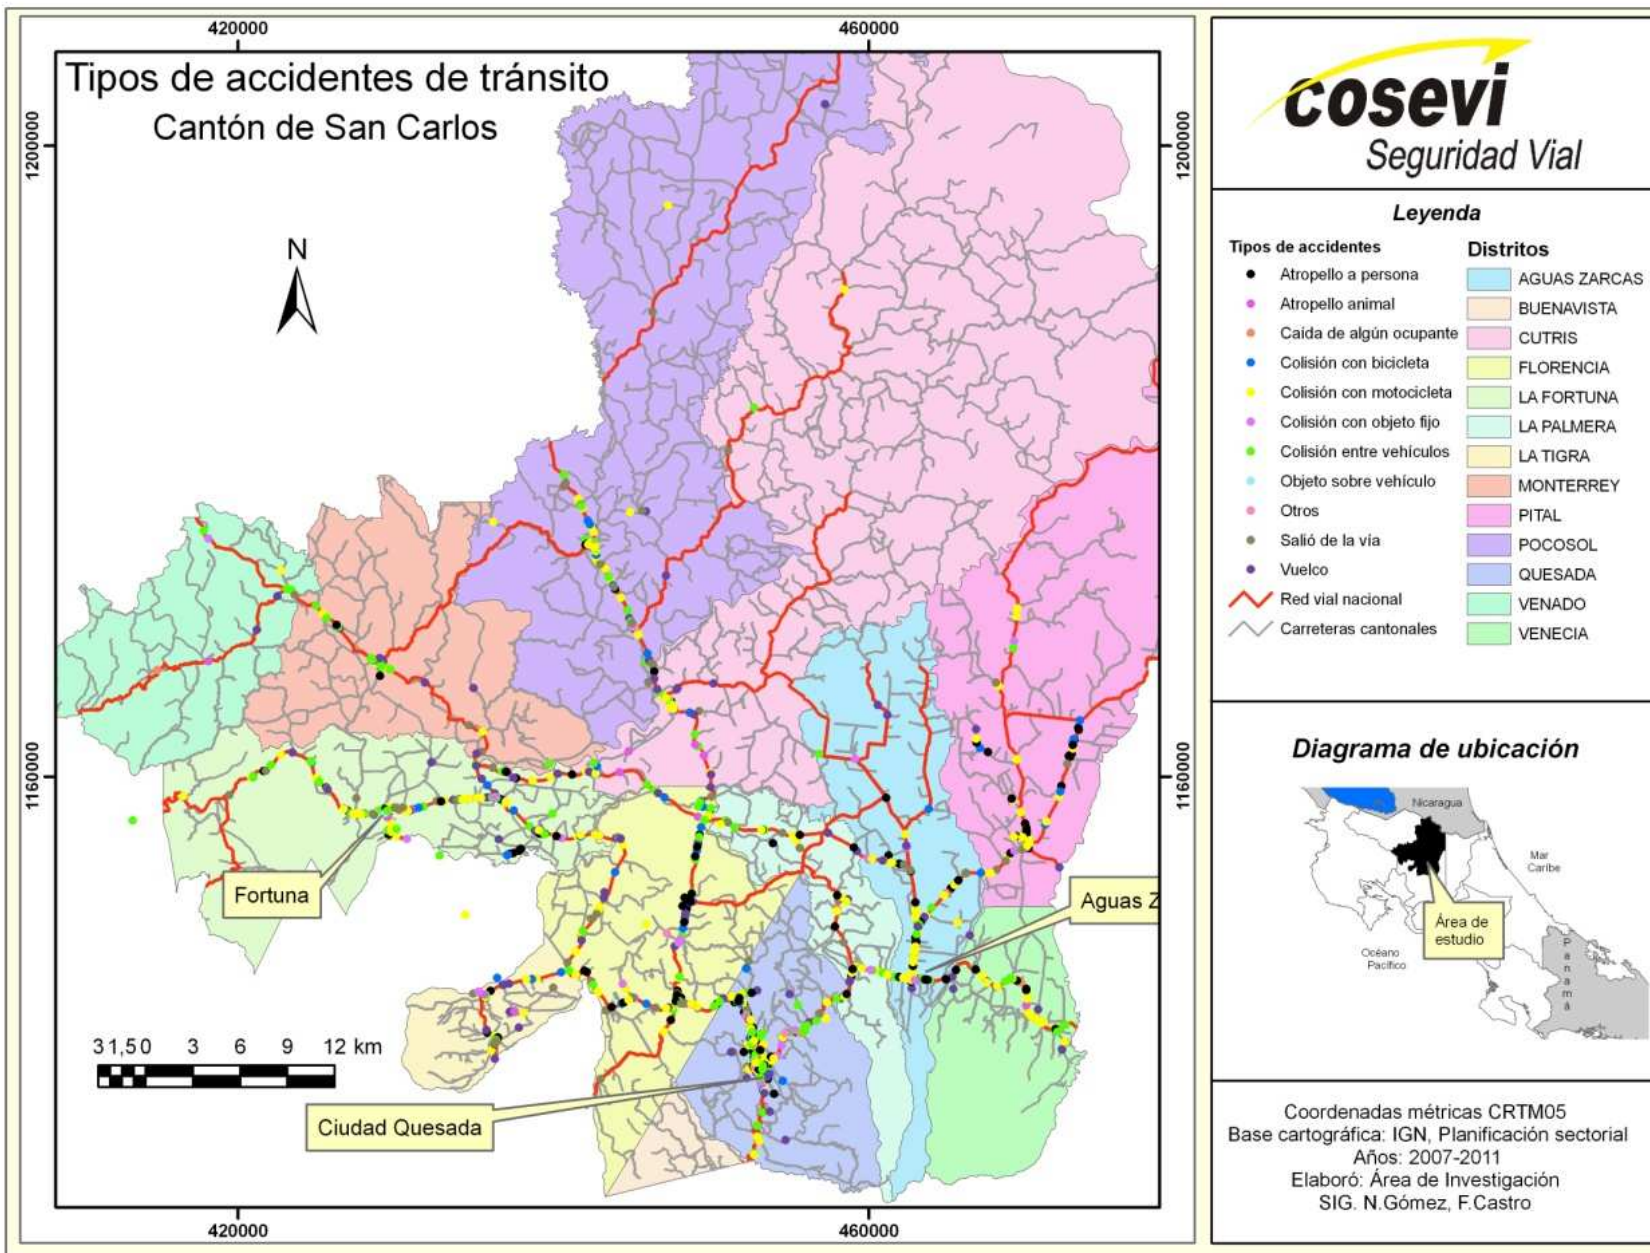 420000
460000
Tipos de accidentes de tránsito
Cantón de San Carlos
1200000
1200000
N
1160000
1160000
Fortuna
Aguas Z
3 1,5 0 3 6 9 12 km
Ciudad Quesada
420000
460000
cosevi
Seguridad Vial
Leyenda
Tipos de accidentes
Atropello a persona
Atropello animal
Caída de algún ocupante
Colisión con bicicleta
Colisión con motocicleta
Colisión con objeto fijo
Colisión entre vehículos
Objeto sobre vehículo
Otros
Salió de la vía
Vuelco
Red vial nacional
Carreteras cantonales
Distritos
AGUAS ZARCAS
BUENAVISTA
CUTRIS
FLORENCIA
LA FORTUNA
LA PALMERA
LA TIGRA
MONTERREY
PITAL
POCOSOL
QUESADA
VENADO
VENECIA
Diagrama de ubicación
Nicaragua
Mar
Caribe
Área de
estudio
Océano
Pacífico
Panamá
Coordenadas métricas CRTM05
Base cartográfica: IGN, Planificación sectorial
Años: 2007-2011
Elaboró: Área de Investigación
SIG. N.Gómez, F.Castro